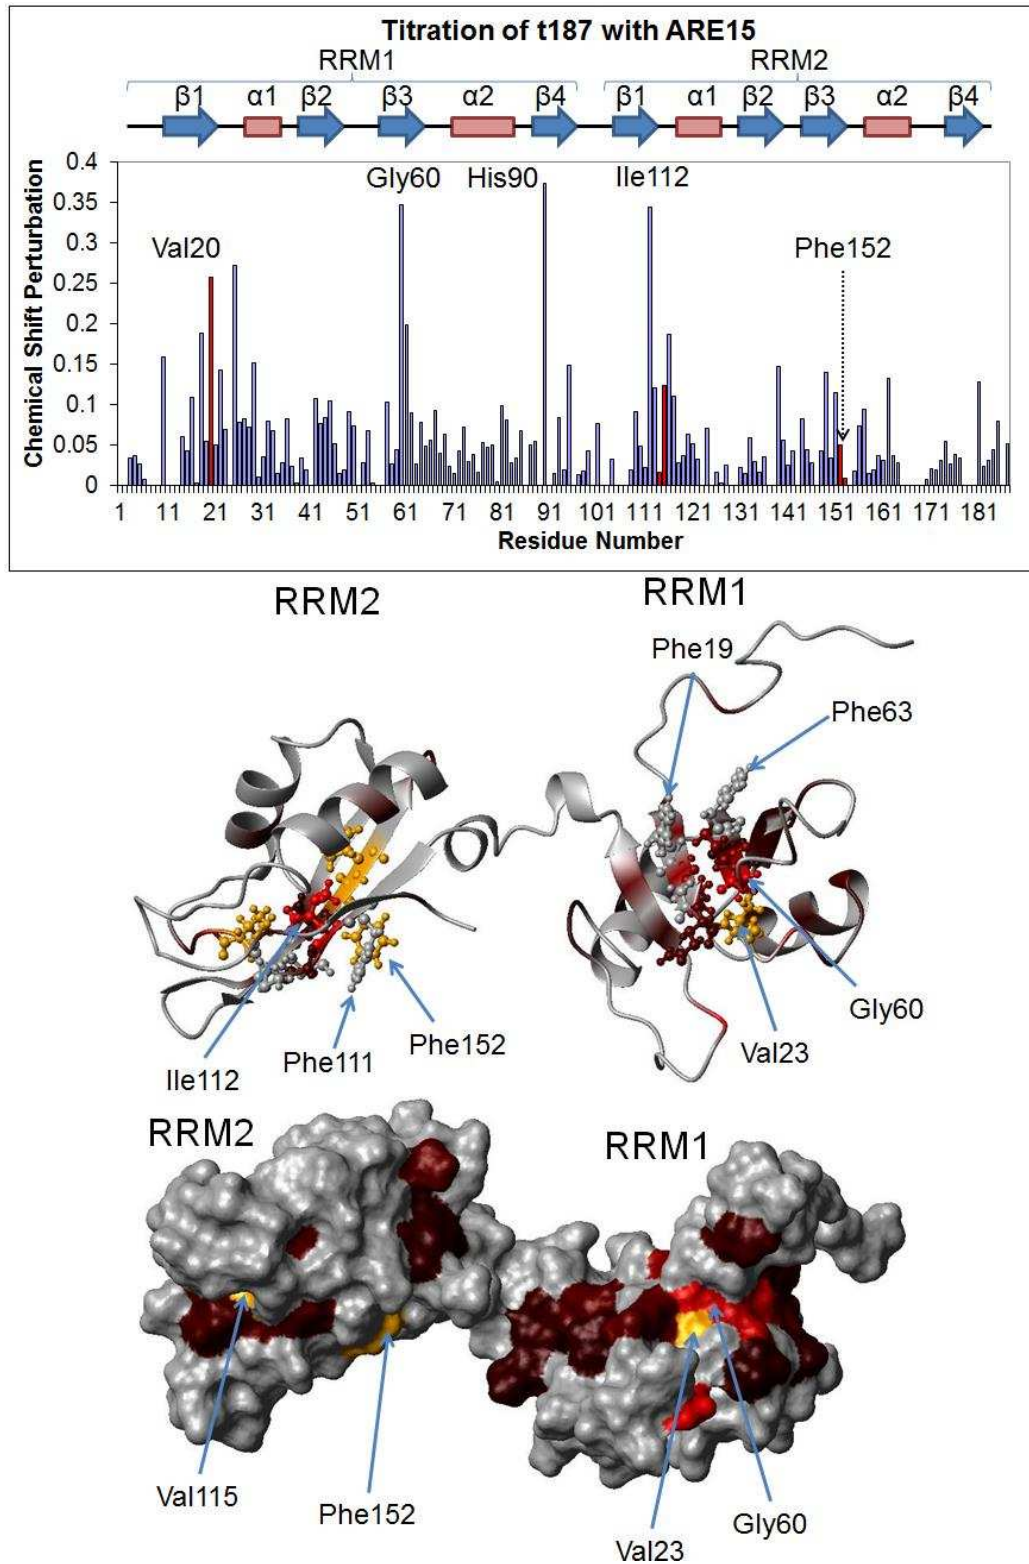 Titration of t187 with ARE15
RRM1 RRM2
β1 α1 β2 β3 α2 β4 β1 α1 β2 β3 α2 β4
Chemical Shift Perturbation
0.4
0.35
0.3
0.25
0.2
0.15
0.1
0.05
0
Gly60 His90 Ile112
Val20 Phe152
1 11 21 31 41 51 61 71 81 91 101 111 121 131 141 151 161 171 181
Residue Number
RRM2 RRM1
Phe19
Phe63
Gly60
Val23
Phe152
Phe111
Ile112
RRM2 RRM1
Val115
Phe152
Gly60
Val23